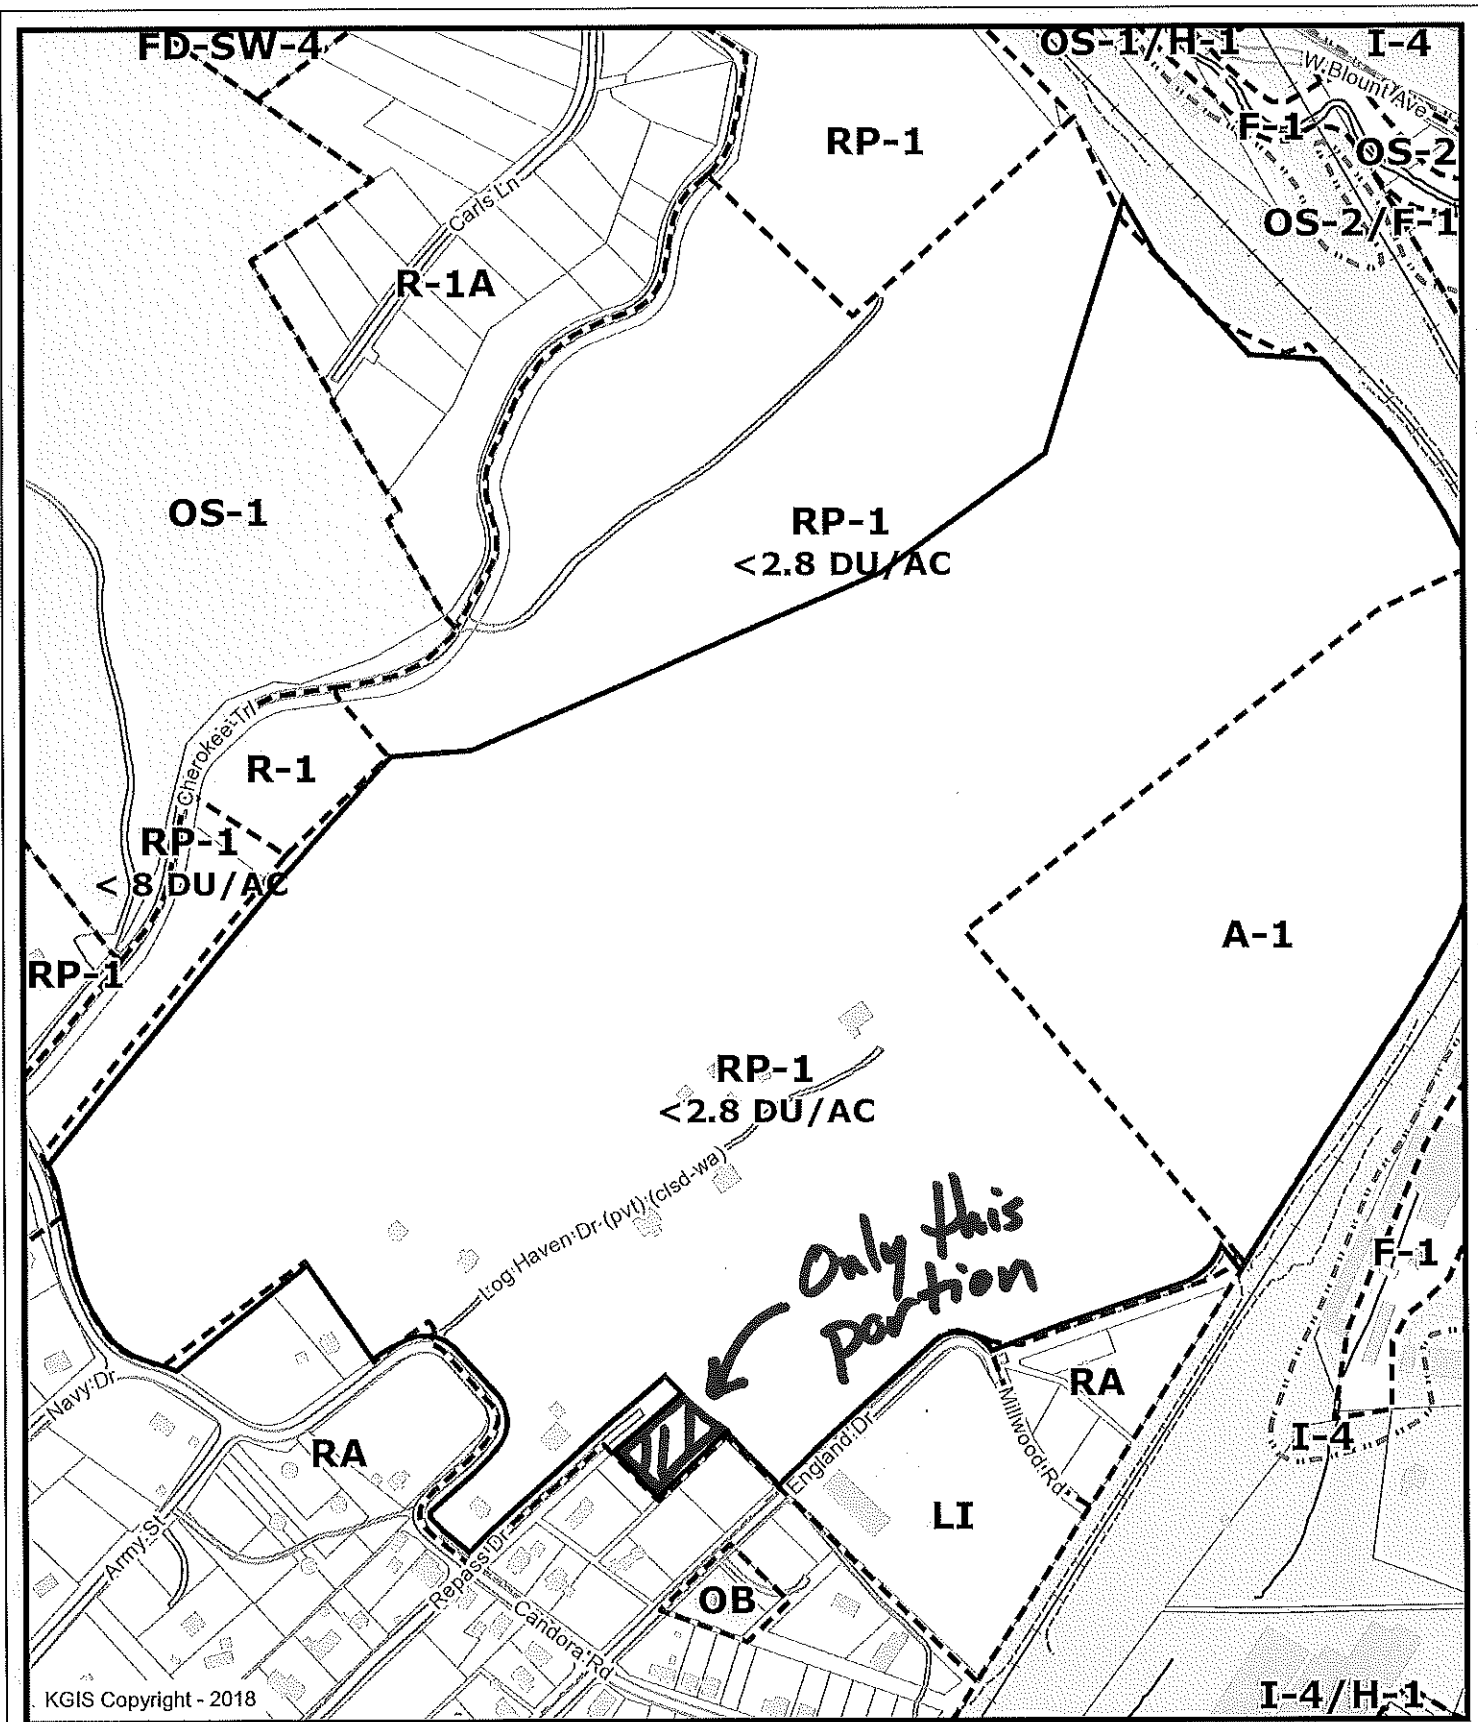 FD-SW-4
OS-1/H-1
I-4
W Blount Ave
RP-1
F-1
OS-2
Carls Ln
OS-2/F-1
R-1A
OS-1
RP-1
<2.8 DU/AC
Cherokee Trl
R-1
RP-1
< 8 DU/AC
A-1
RP-1
RP-1
<2.8 DU/AC
Log Haven Dr (pvt) (clsd-wa)
Only this
portion
F-1
Navy Dr
RA
England Dr
Millwood Rd
RA
I-4
Army St
LI
Repass Dr
OB
Candora Rd
KGIS Copyright - 2018
I-4/H-1